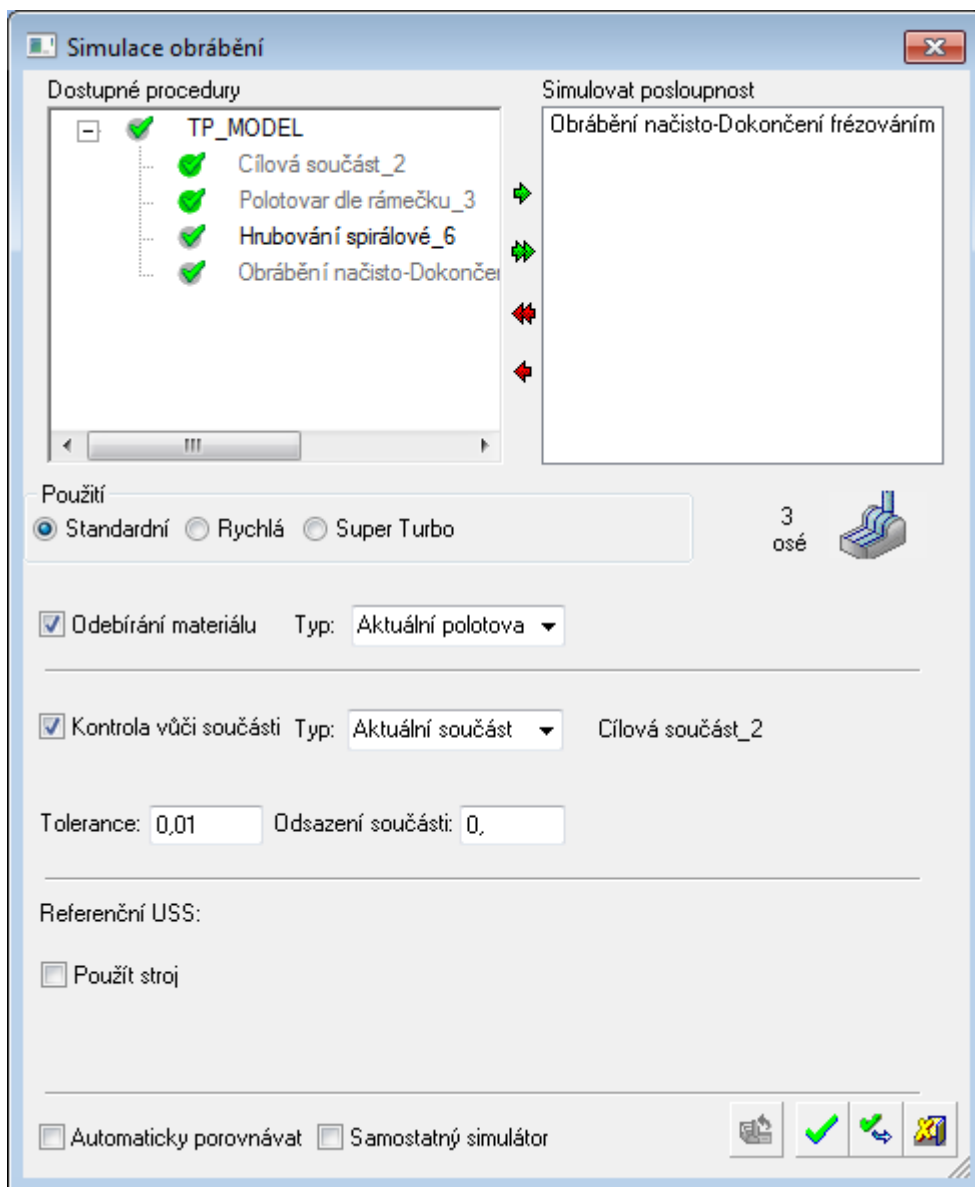 Simulace obrábění
Dostupné procedury
TP_MODEL
Cílová součást_2
Polotovar dle rámečku_3
Hrubování spirálové_6
Obrábění načisto-Dokončer
Simulovat posloupnost
Obrábění načisto-Dokončení frézováním
Použití
Standardní Rychlá Super Turbo
3
osé
Odebírání materiálu Typ: Aktuální polotova
Kontrola vůči součásti Typ: Aktuální součást Cílová součást_2
Tolerance: 0,01 Odsazení součásti: 0,
Referenční USS:
Použít stroj
Automaticky porovnávat Samostatný simulátor